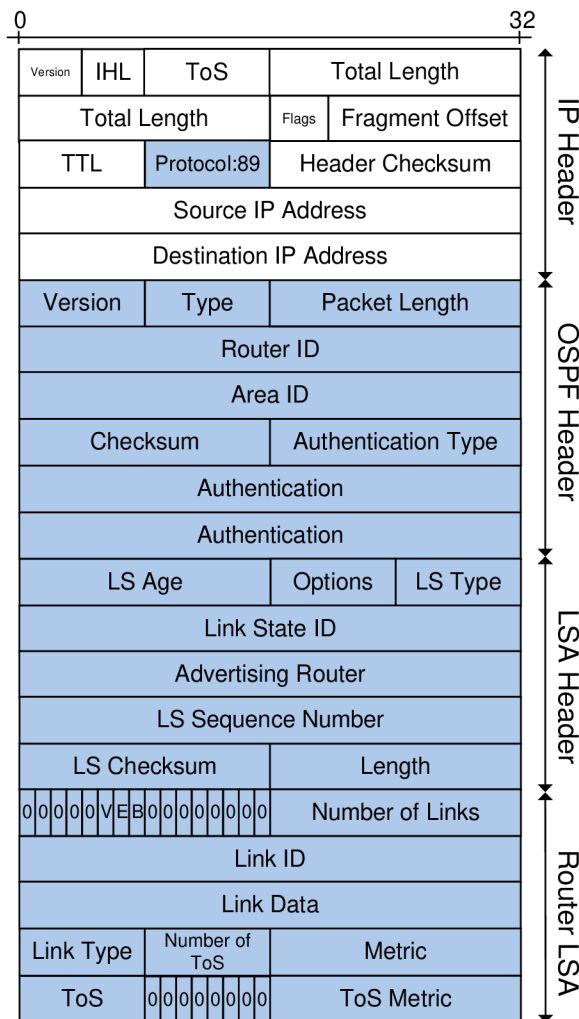 0 32
Version IHL ToS Total Length
Total Length Flags Fragment Offset
TTL Protocol:89 Header Checksum
Source IP Address
Destination IP Address
IP Header
Version Type Packet Length
Router ID
Area ID
Checksum Authentication Type
Authentication
Authentication
OSPF Header
LS Age Options LS Type
Link State ID
Advertising Router
LS Sequence Number
LS Checksum Length
LSA Header
0 0 0 0 0 V E B 0 0 0 0 0 0 0 0 Number of Links
Link ID
Link Data
Link Type Number of ToS Metric
ToS 0 0 0 0 0 0 0 0 ToS Metric
Router LSA